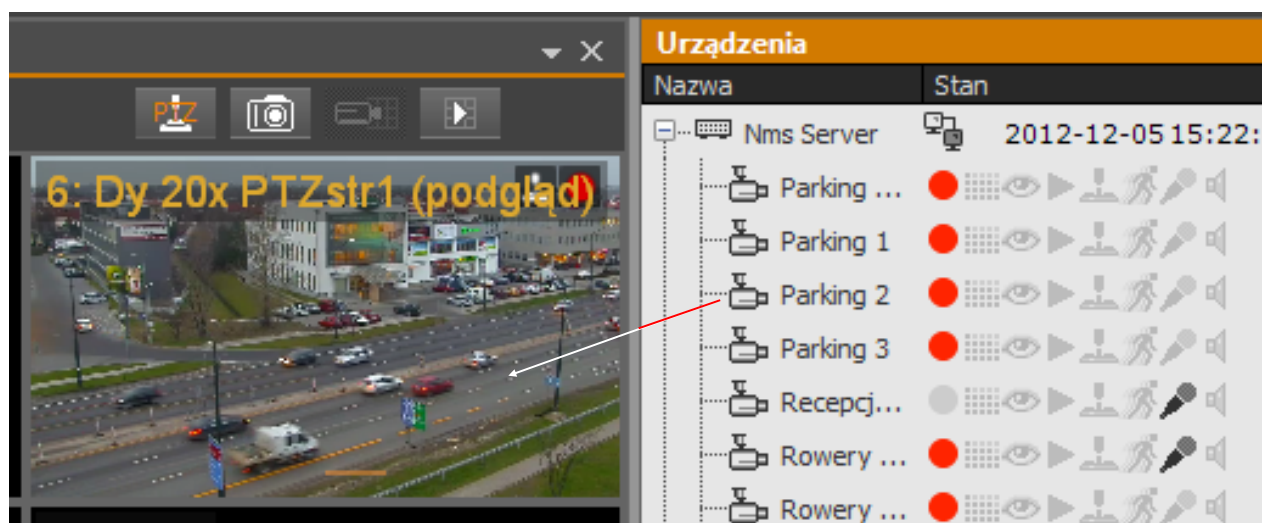 Urządzenia
Nazwa Stan
PTZ
Nms Server 2012-12-05 15:22:
6: Dy 20x PTZstr1 (podgląd)
Parking ...
Parking 1
Parking 2
Parking 3
Recepcj...
Rowery ...
Rowery ...